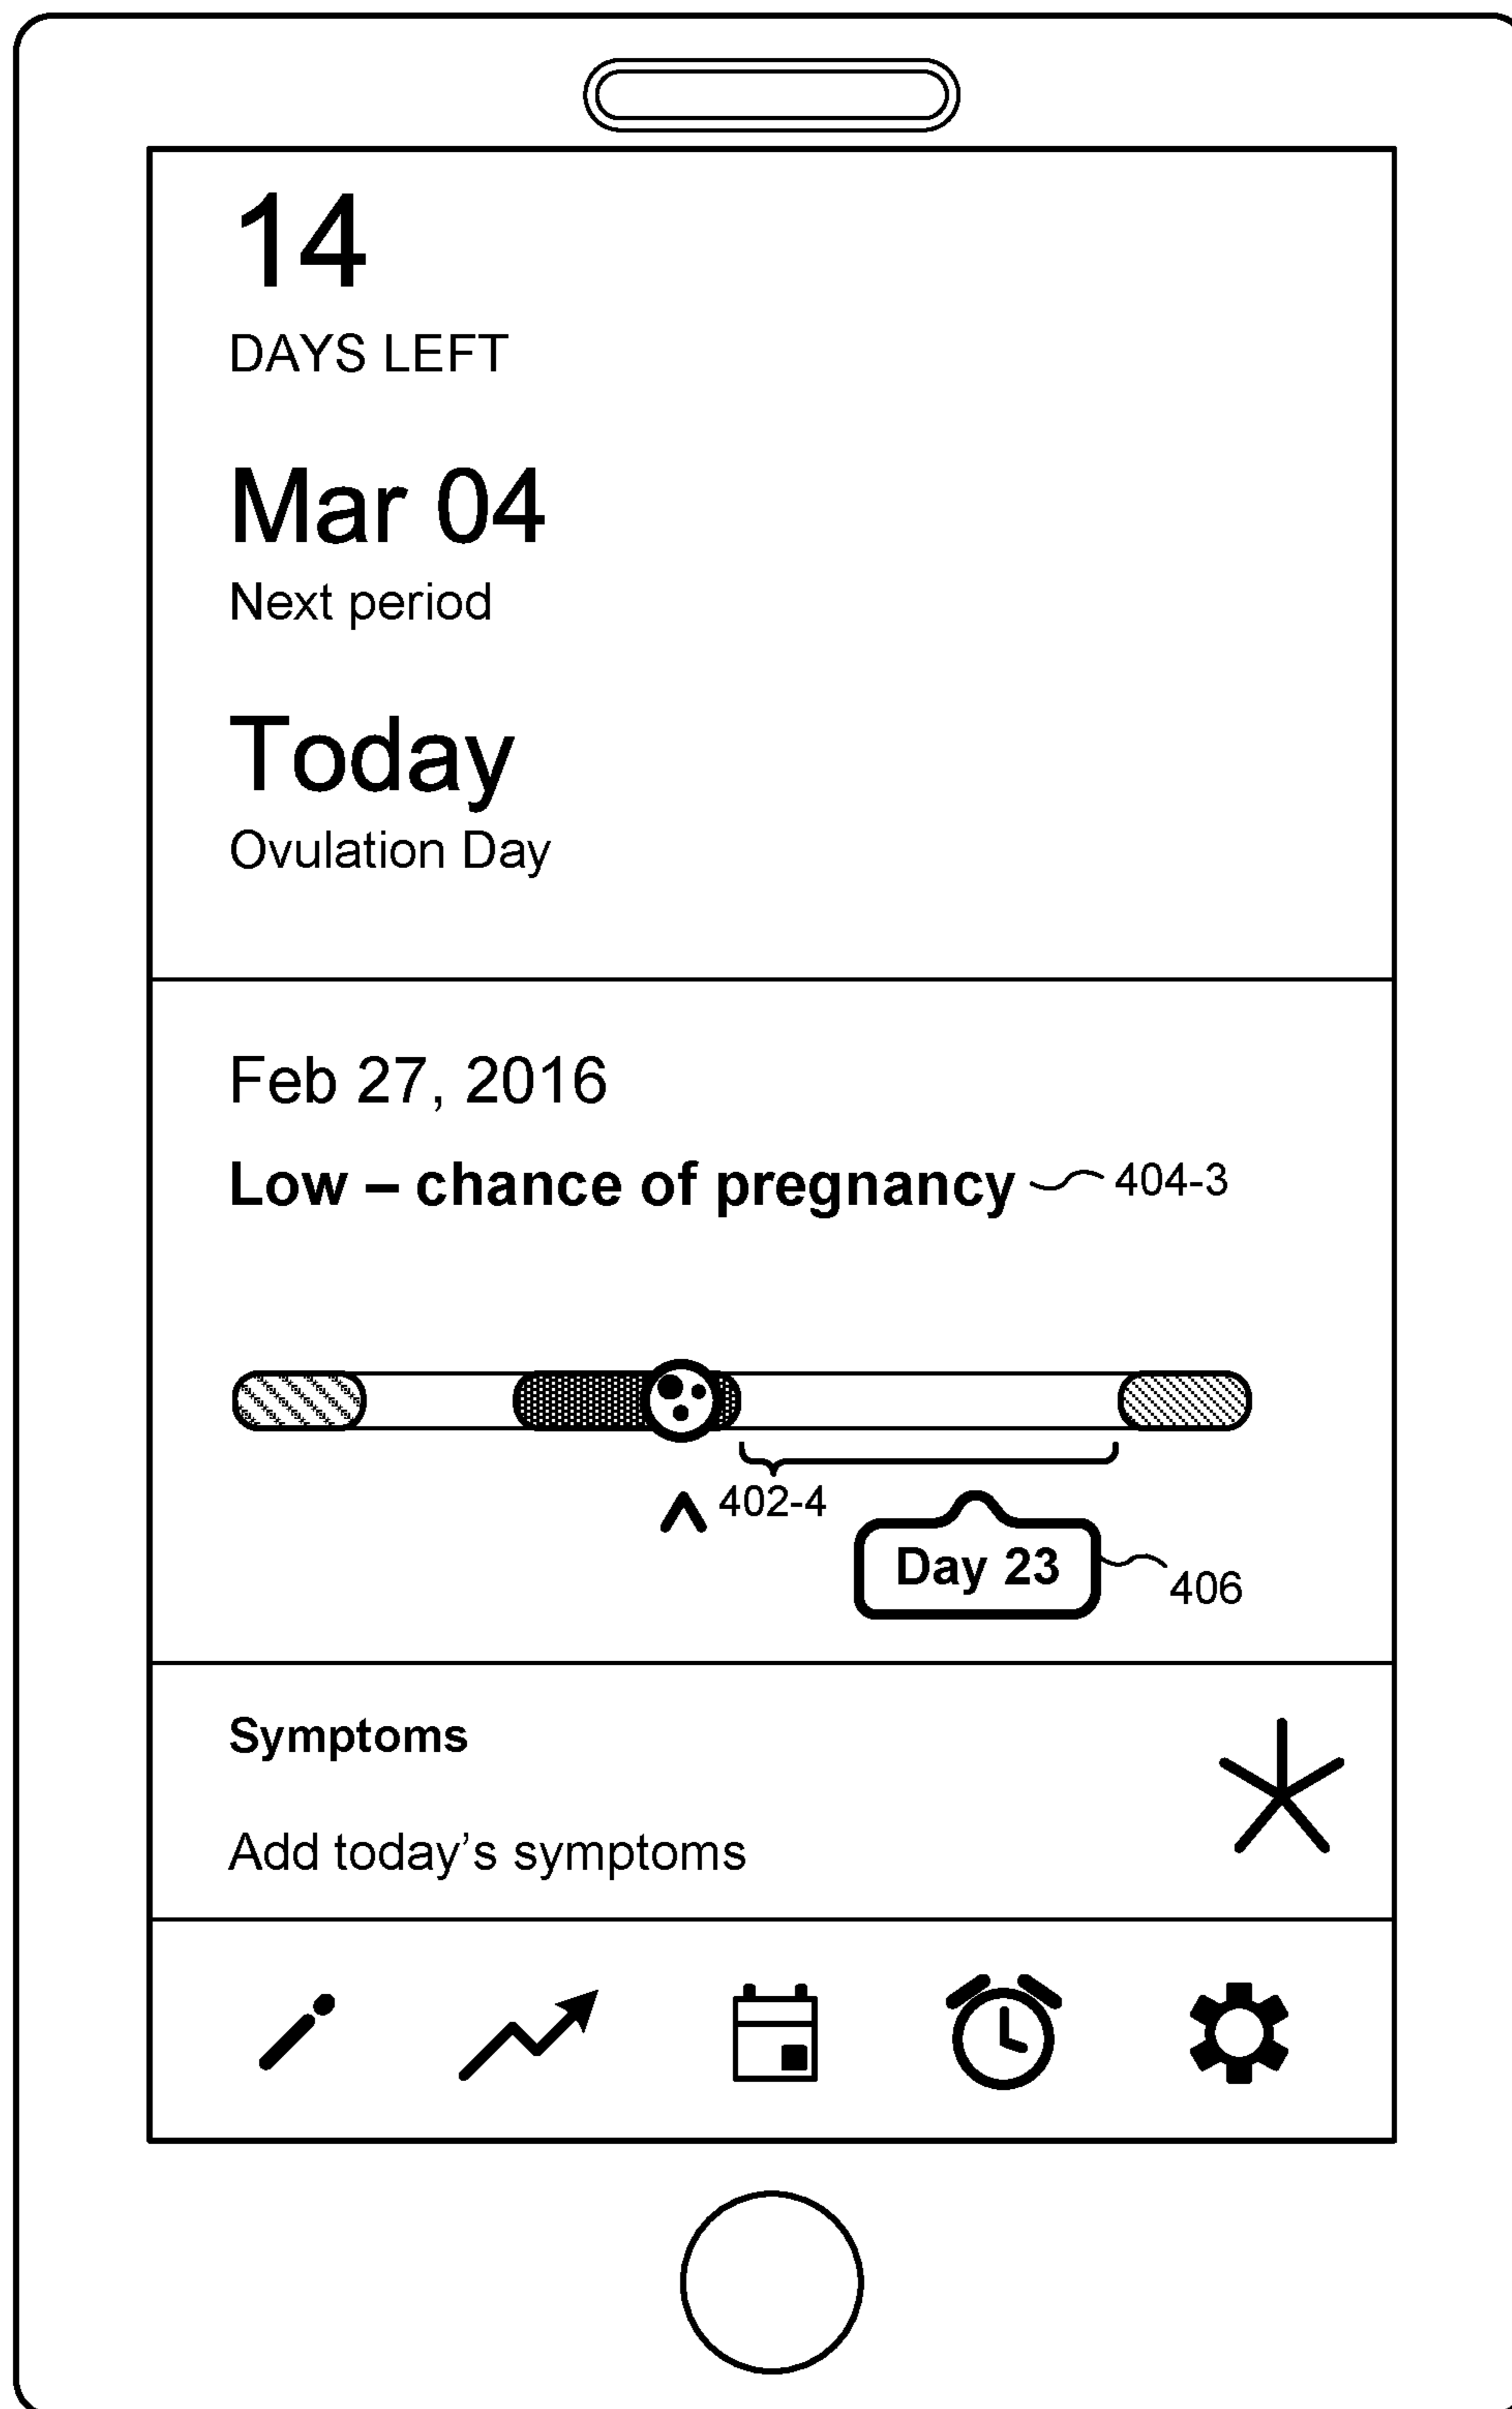 14
DAYS LEFT
Mar 04
Next period
Today
Ovulation Day
Feb 27, 2016
Low – chance of pregnancy 404-3
402-4
Day 23
406
Symptoms
Add today’s symptoms